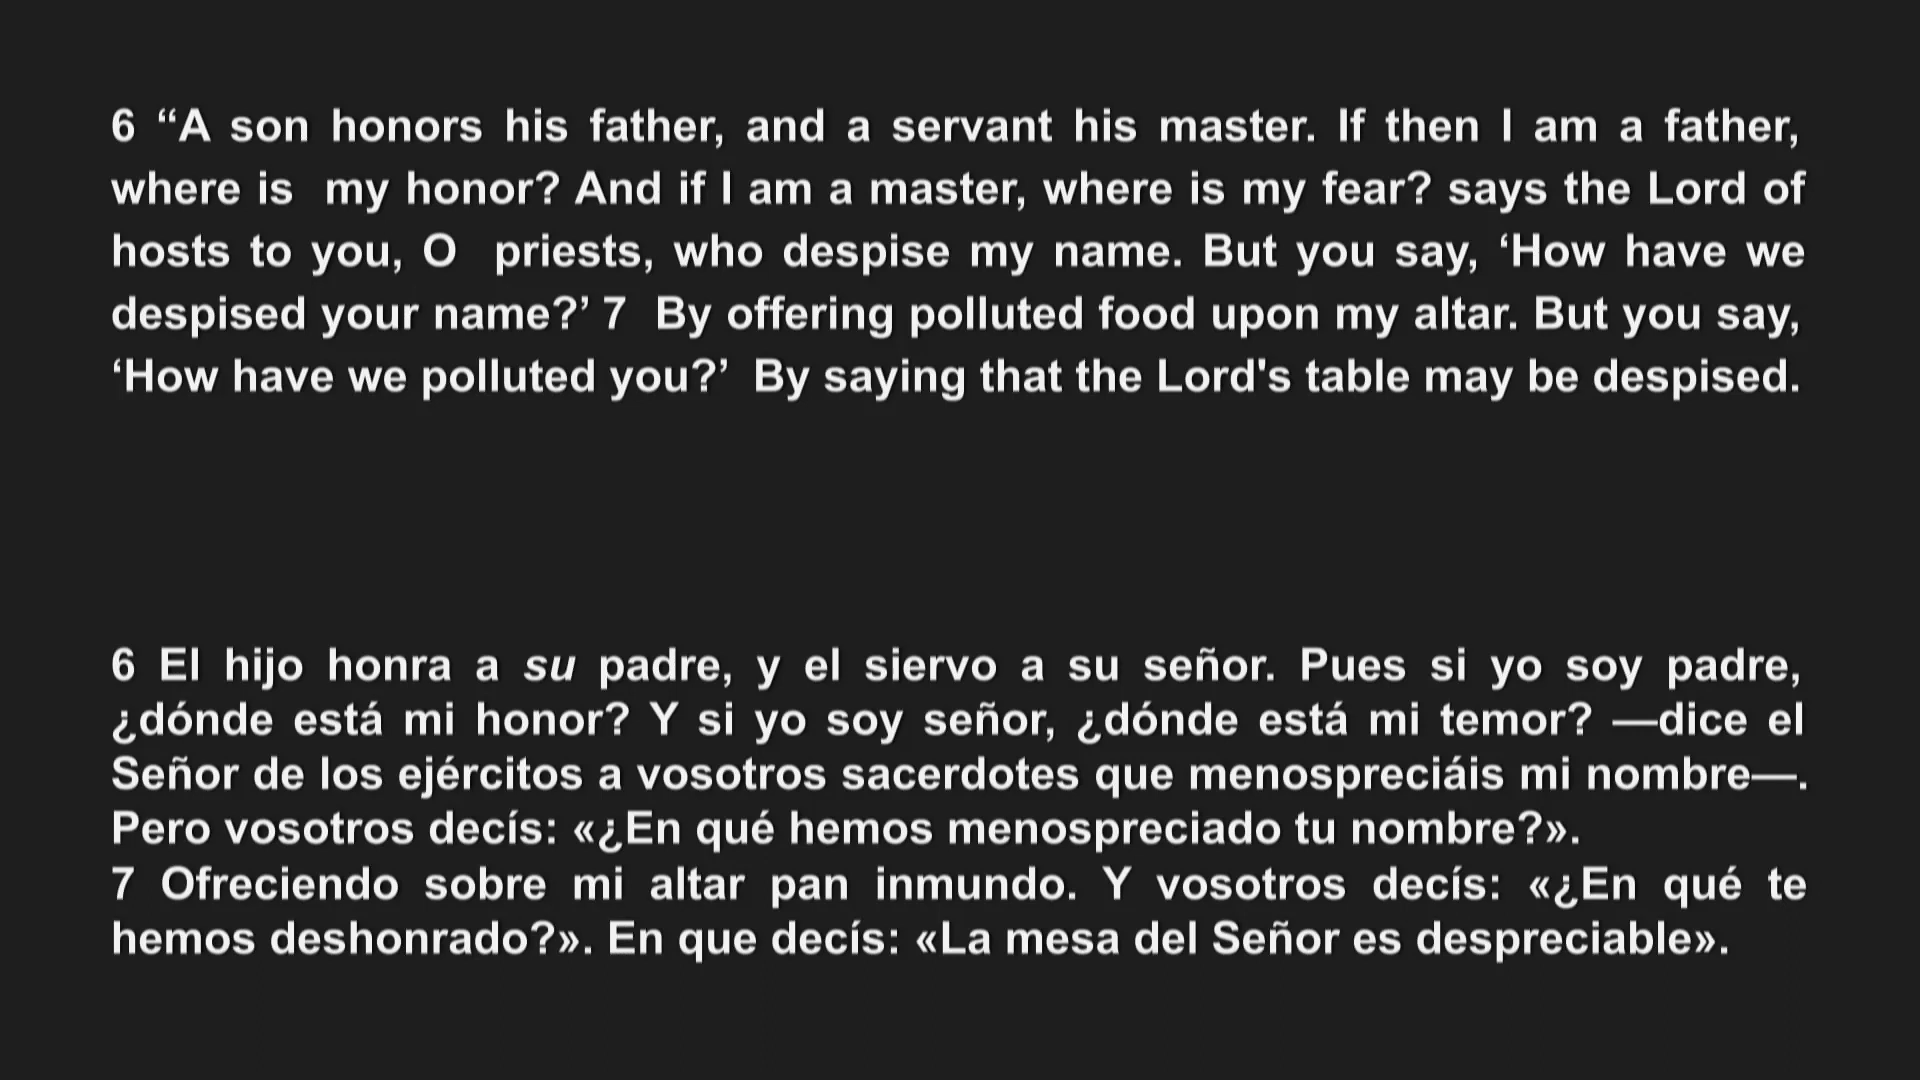 6 “A son honors his father, and a servant his master. If then I am a father,
where is my honor? And if I am a master, where is my fear? says the Lord of
hosts to you, O priests, who despise my name. But you say, ‘How have we
despised your name?’ 7 By offering polluted food upon my altar. But you say,
‘How have we polluted you?’ By saying that the Lord's table may be despised.
6 El hijo honra a su padre, y el siervo a su señor. Pues si yo soy padre,
¿dónde está mi honor? Y si yo soy señor, ¿dónde está mi temor? —dice el
Señor de los ejércitos a vosotros sacerdotes que menospreciáis mi nombre—.
Pero vosotros decís: «¿En qué hemos menospreciado tu nombre?».
7 Ofreciendo sobre mi altar pan inmundo. Y vosotros decís: «¿En qué te
hemos deshonrado?». En que decís: «La mesa del Señor es despreciable».